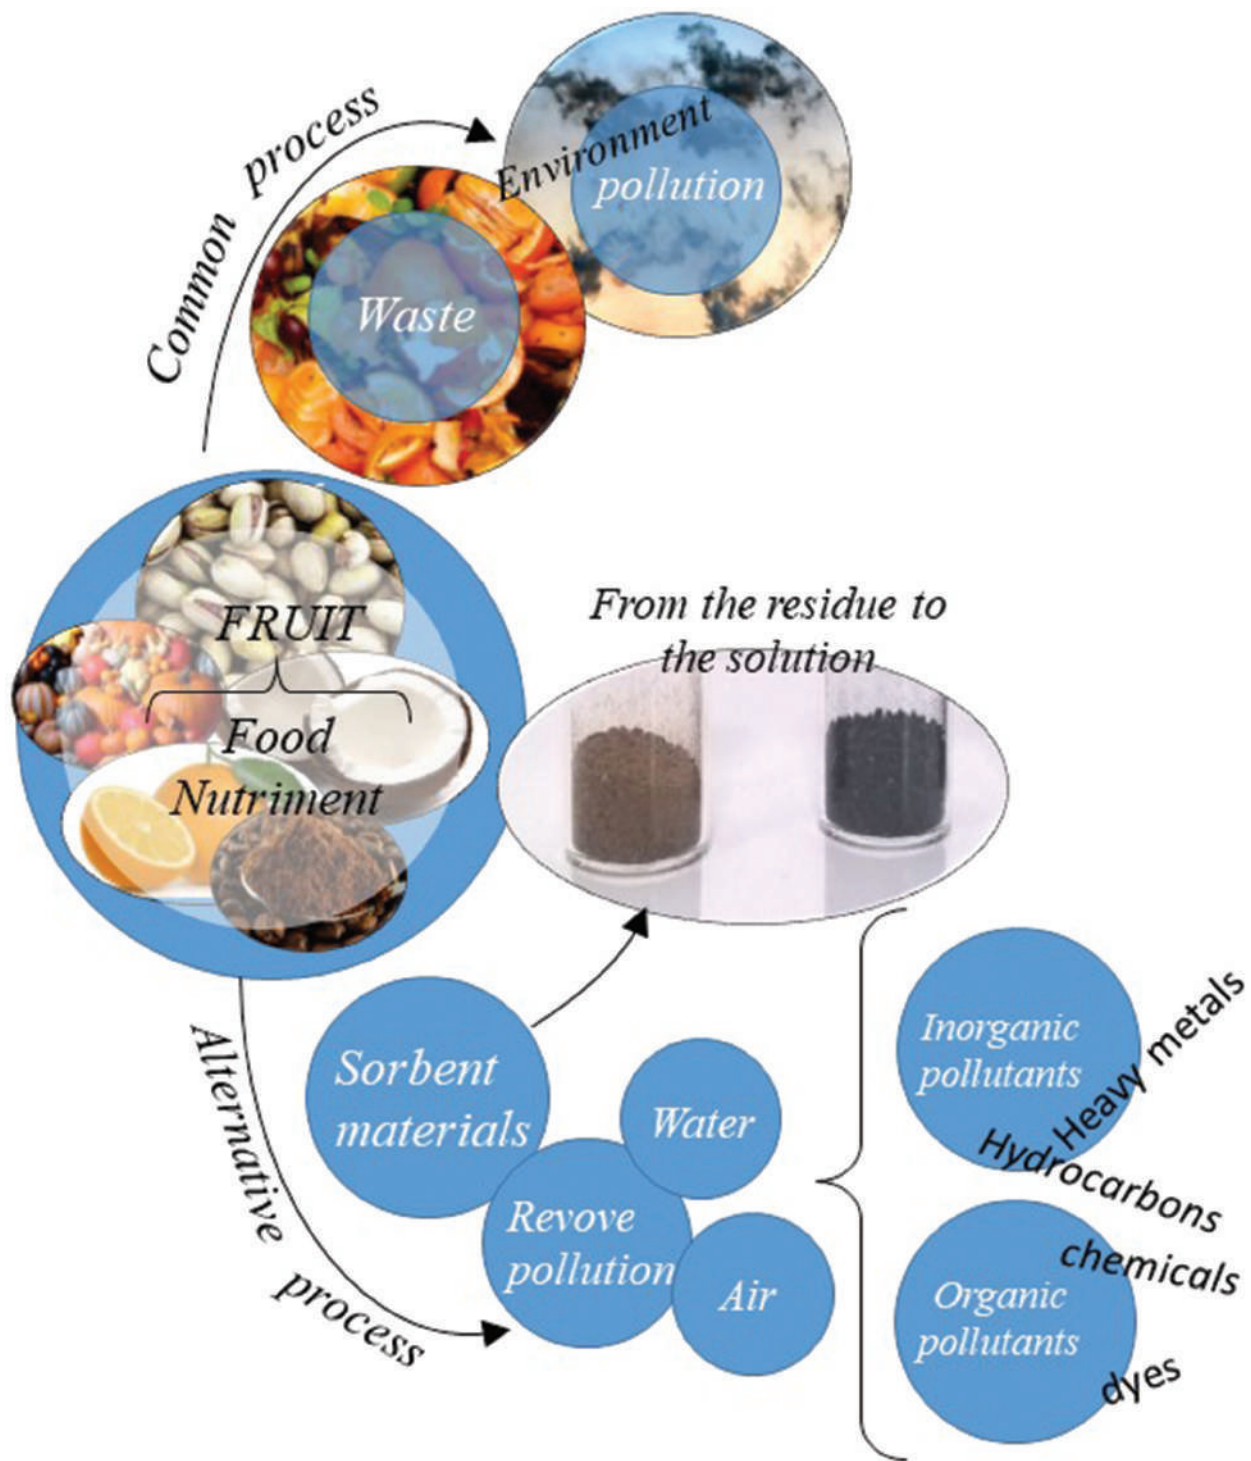 Common process
Environment
pollution
Waste
FRUIT
Food
Nutriment
From the residue to
the solution
Alternative process
Sorbent
materials
Water
Revove
pollution
Air
Inorganic
pollutants
Heavy metals
Hydrocarbons
chemicals
Organic
pollutants
dyes